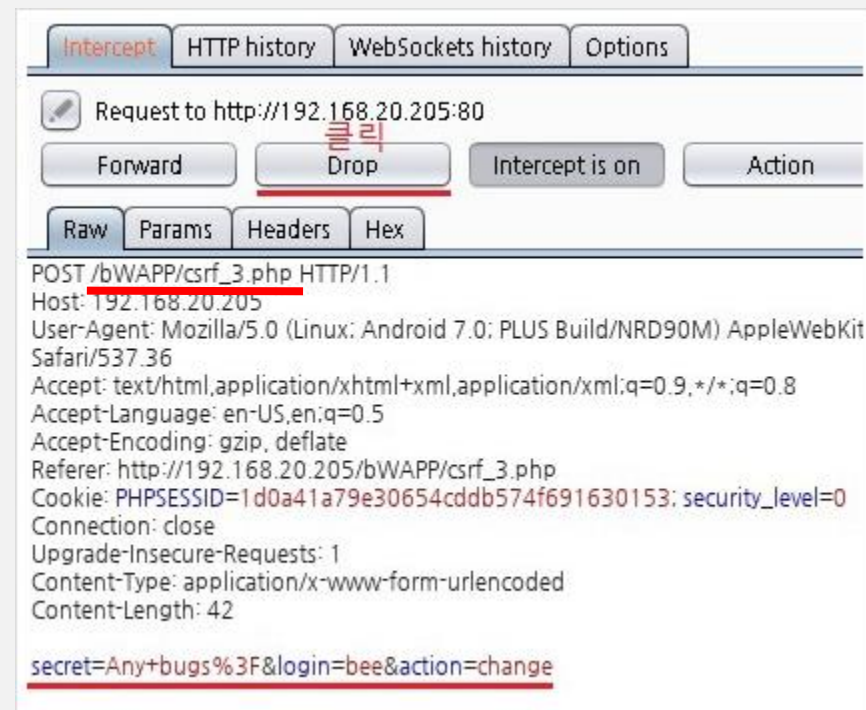 Intercept HTTP history WebSockets history Options
Request to http://192.168.20.205:80
클릭
Forward Drop Intercept is on Action
Raw Params Headers Hex
POST /bWAPP/csrf_3.php HTTP/1.1
Host: 192.168.20.205
User-Agent: Mozilla/5.0 (Linux; Android 7.0; PLUS Build/NRD90M) AppleWebKit
Safari/537.36
Accept: text/html,application/xhtml+xml,application/xml;q=0.9,*/*;q=0.8
Accept-Language: en-US,en;q=0.5
Accept-Encoding: gzip, deflate
Referer: http://192.168.20.205/bWAPP/csrf_3.php
Cookie: PHPSESSID=1d0a41a79e30654cddb574f691630153; security_level=0
Connection: close
Upgrade-Insecure-Requests: 1
Content-Type: application/x-www-form-urlencoded
Content-Length: 42
secret=Any+bugs%3F&login=bee&action=change